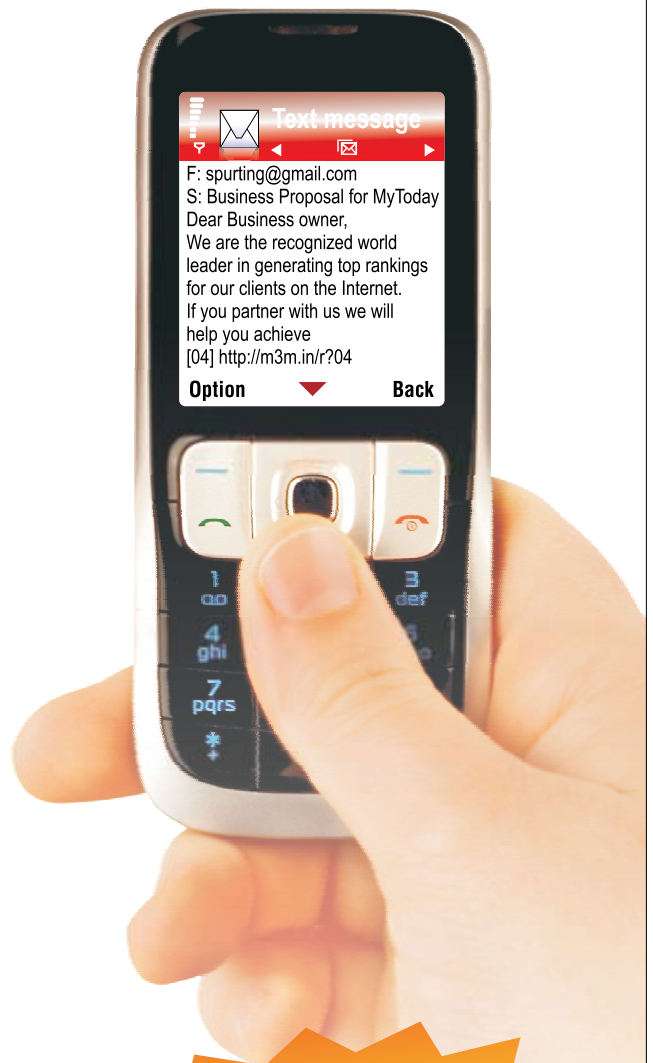 Text message
F: spurting@gmail.com
S: Business Proposal for MyToday
Dear Business owner,
We are the recognized world
leader in generating top rankings
for our clients on the Internet.
If you partner with us we will
help you achieve
[04] http://m3m.in/r?04
Option Back
1 3
def
4
ghi
7
pqrs
*
+